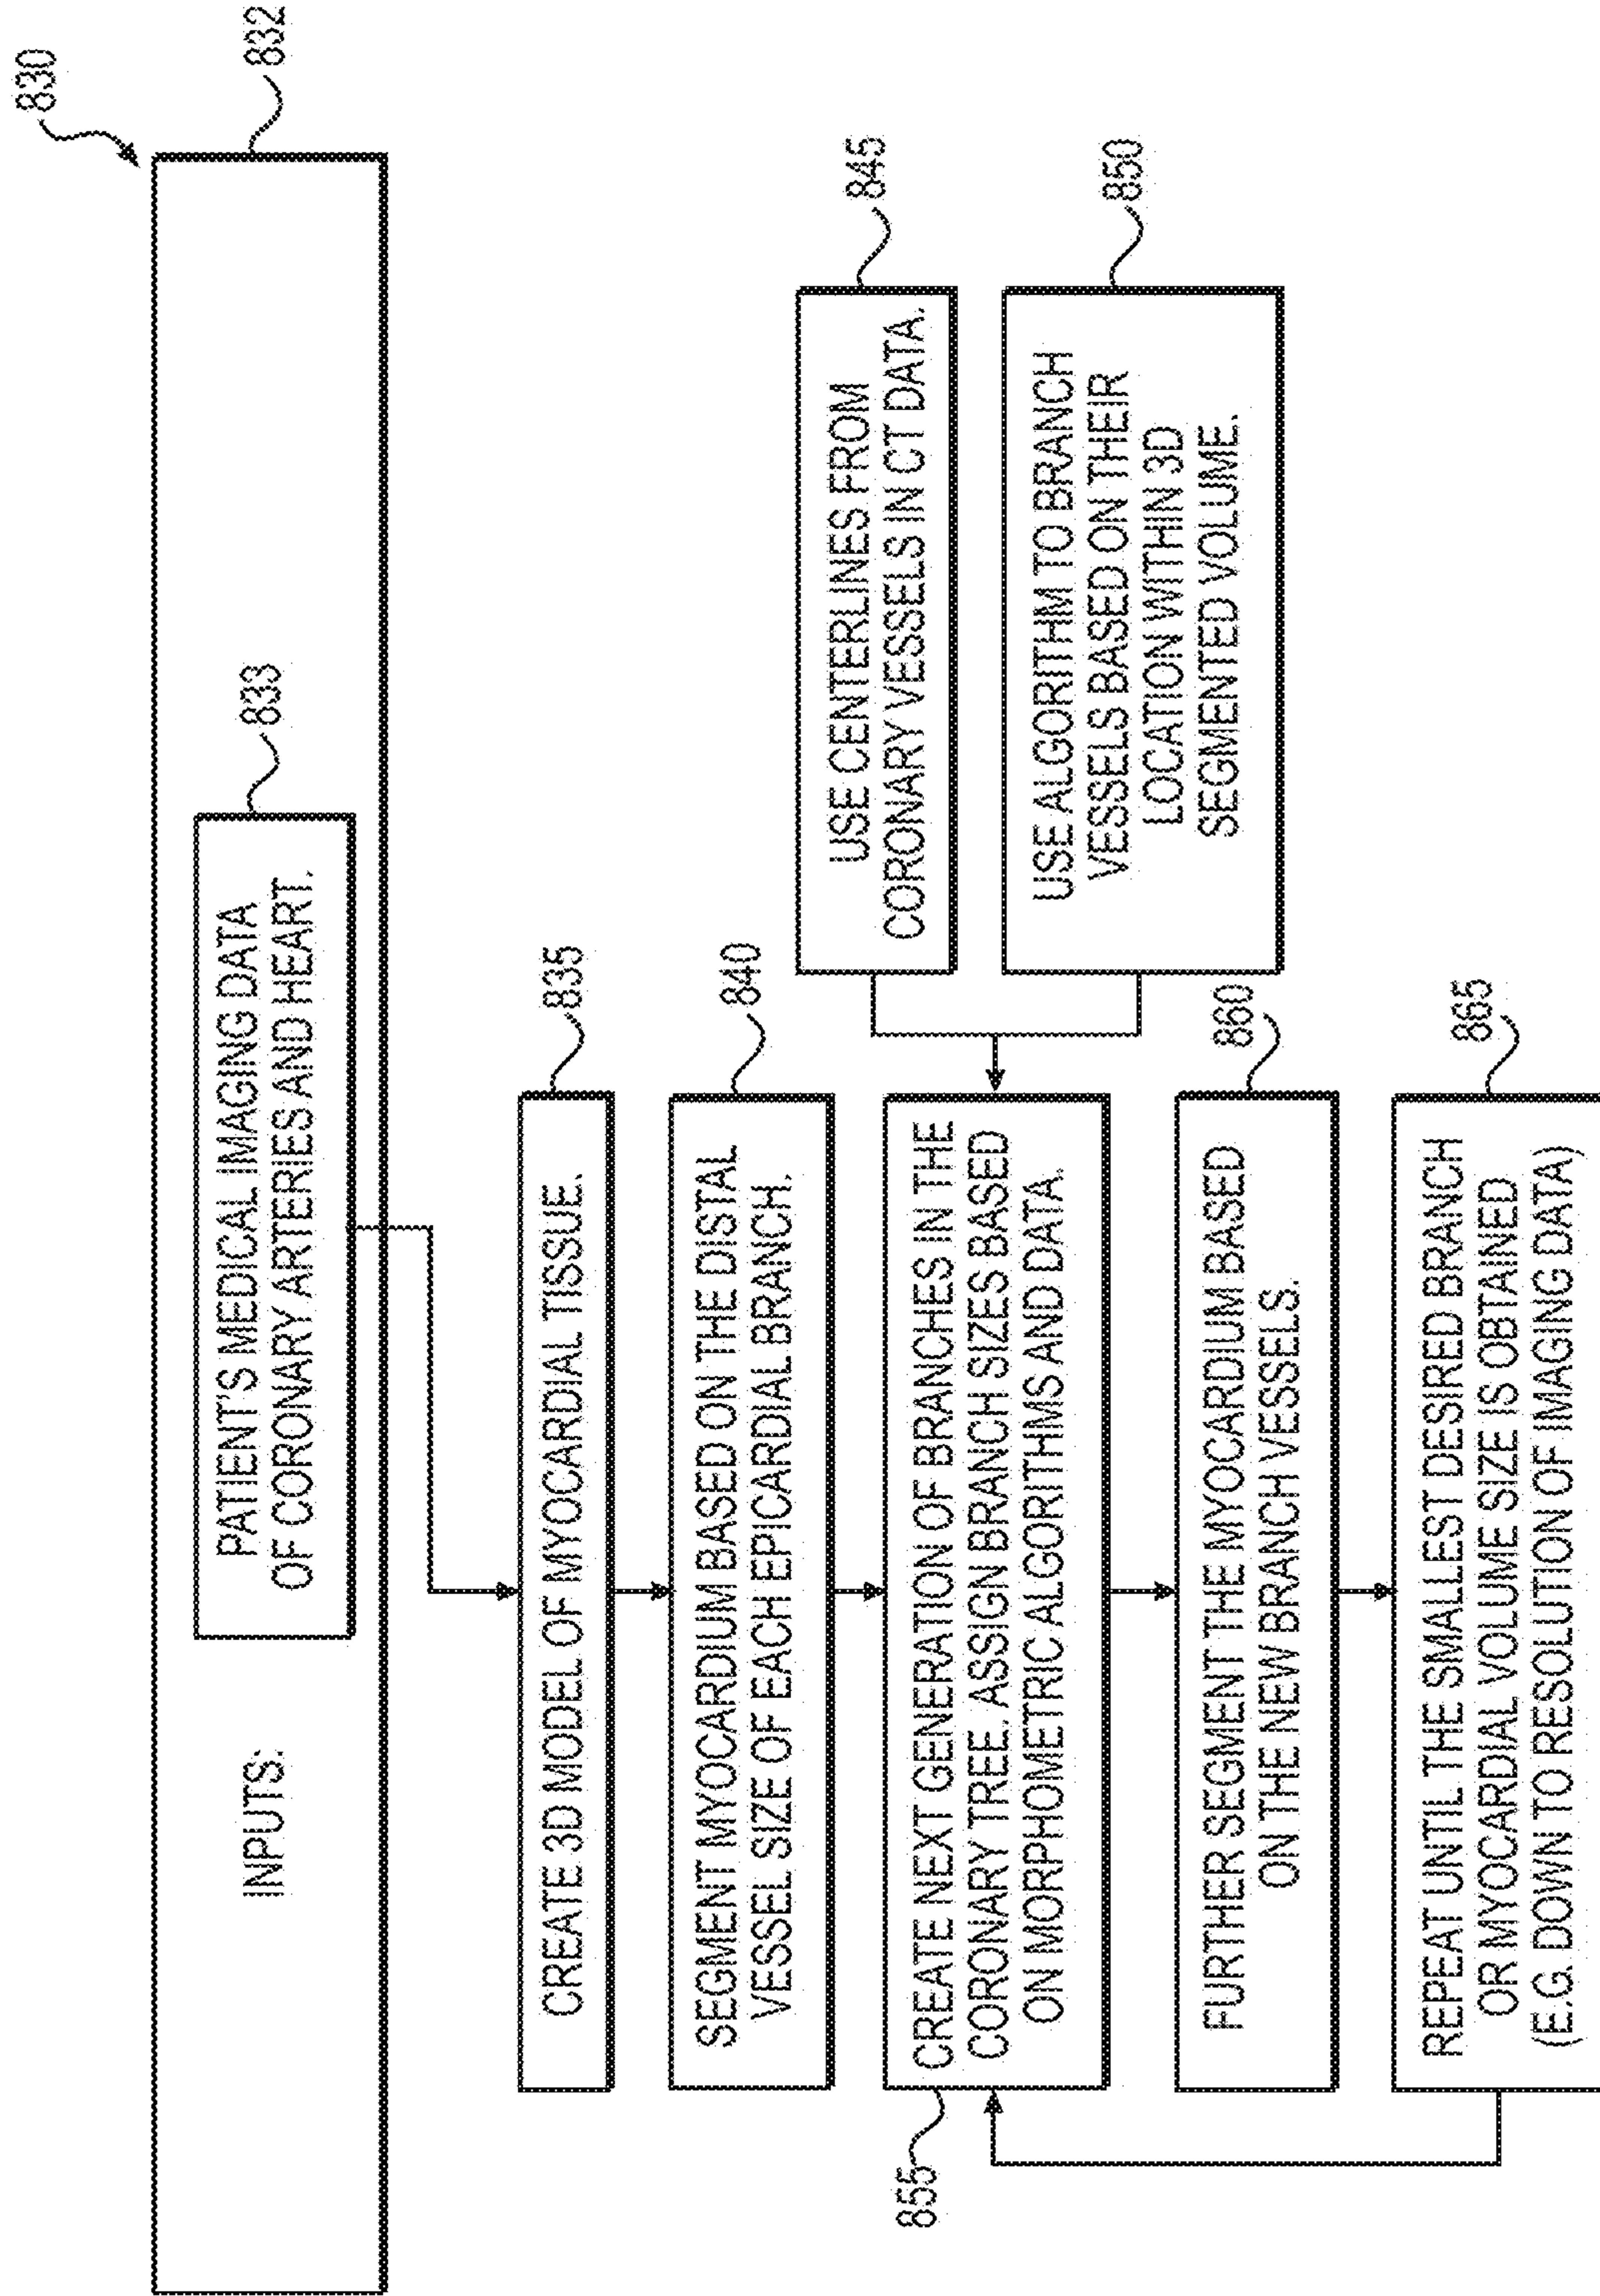 830
832
INPUTS:
833
PATIENT'S MEDICAL IMAGING DATA
OF CORONARY ARTERIES AND HEART.
835
CREATE 3D MODEL OF MYOCARDIAL TISSUE.
840
SEGMENT MYOCARDIUM BASED ON THE DISTAL
VESSEL SIZE OF EACH EPICARDIAL BRANCH.
845
USE CENTERLINES FROM
CORONARY VESSELS IN CT DATA.
850
USE ALGORITHM TO BRANCH
VESSELS BASED ON THEIR
LOCATION WITHIN 3D
SEGMENTED VOLUME.
855
CREATE NEXT GENERATION OF BRANCHES IN THE
CORONARY TREE. ASSIGN BRANCH SIZES BASED
ON MORPHOMETRIC ALGORITHMS AND DATA.
860
FURTHER SEGMENT THE MYOCARDIUM BASED
ON THE NEW BRANCH VESSELS.
865
REPEAT UNTIL THE SMALLEST DESIRED BRANCH
OR MYOCARDIAL VOLUME SIZE IS OBTAINED
(E.G. DOWN TO RESOLUTION OF IMAGING DATA)